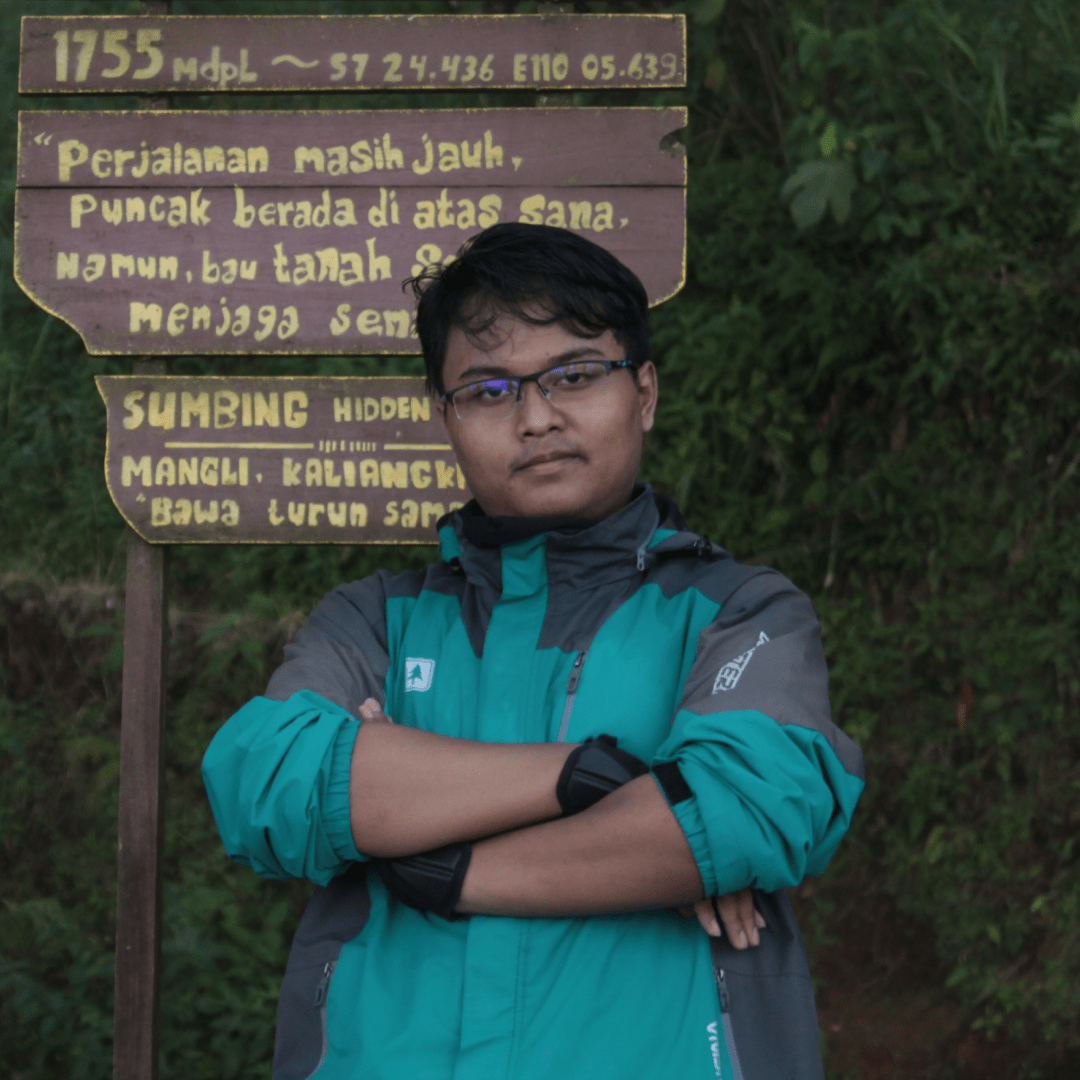 1755 mdpL ~ S7 24.436 E110 05.639
"Perjalanan masih jauh,
Puncak berada di atas sana,
Namun, bau tanah
menjaga
SUMBING HIDDEN
MANGLI, KALIANGK
"Bawa turun